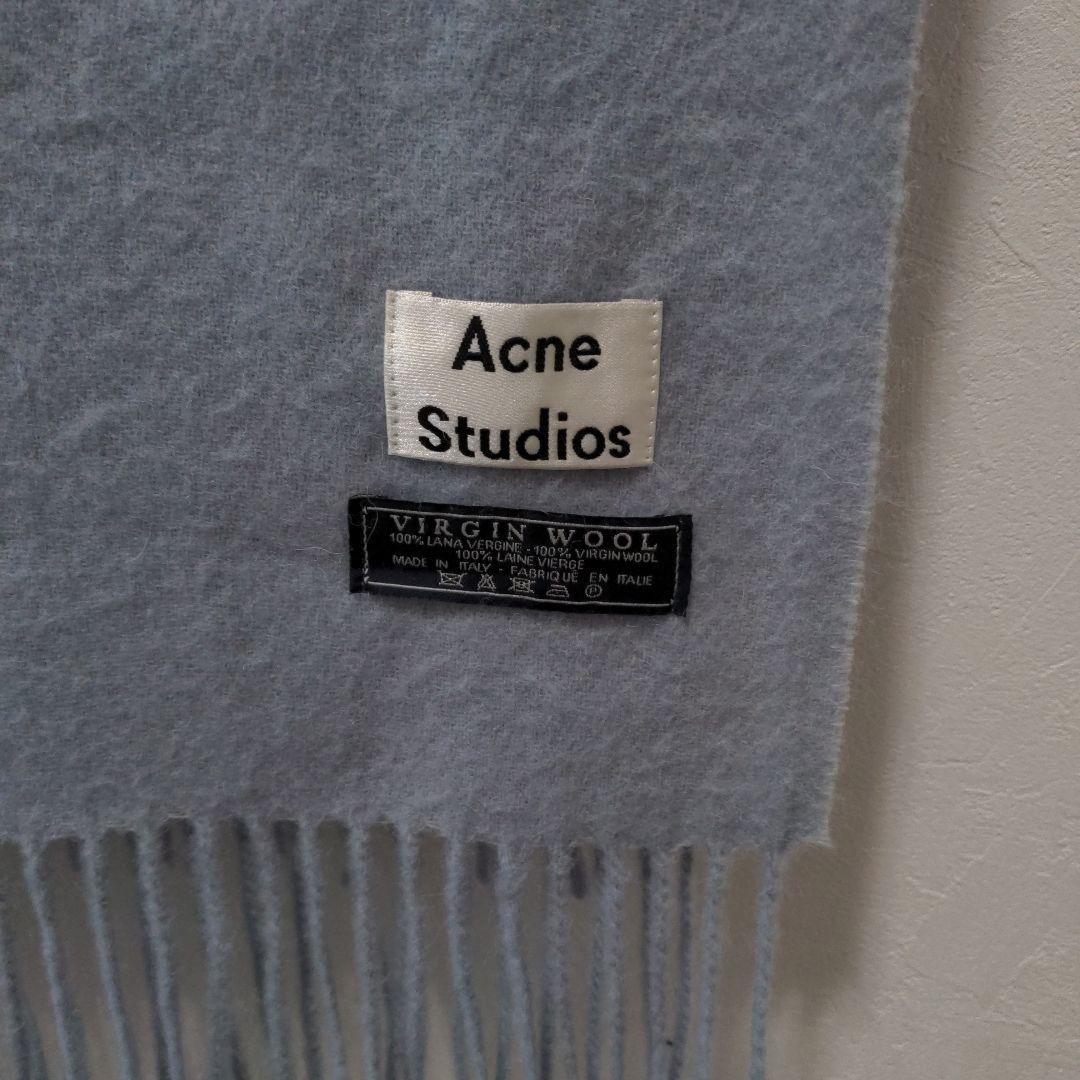 Acne
Studios
VIRGIN WOOL
100% LANA VERGINE - 100% VIRGIN WOOL
100% LAINE VIERGE
MADE IN ITALY - FABRIQUÉ EN ITALIE
P